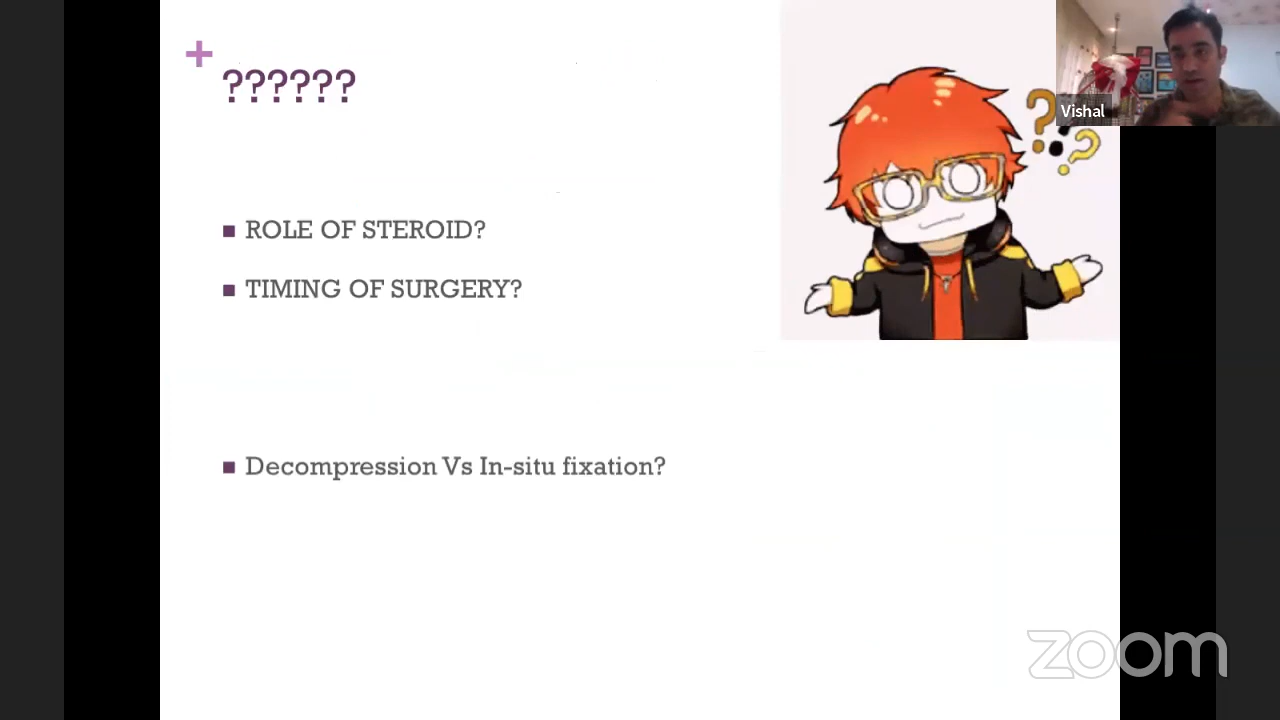 +
??????
Vishal
ROLE OF STEROID?
TIMING OF SURGERY?
Decompression Vs In-situ fixation?
zoom